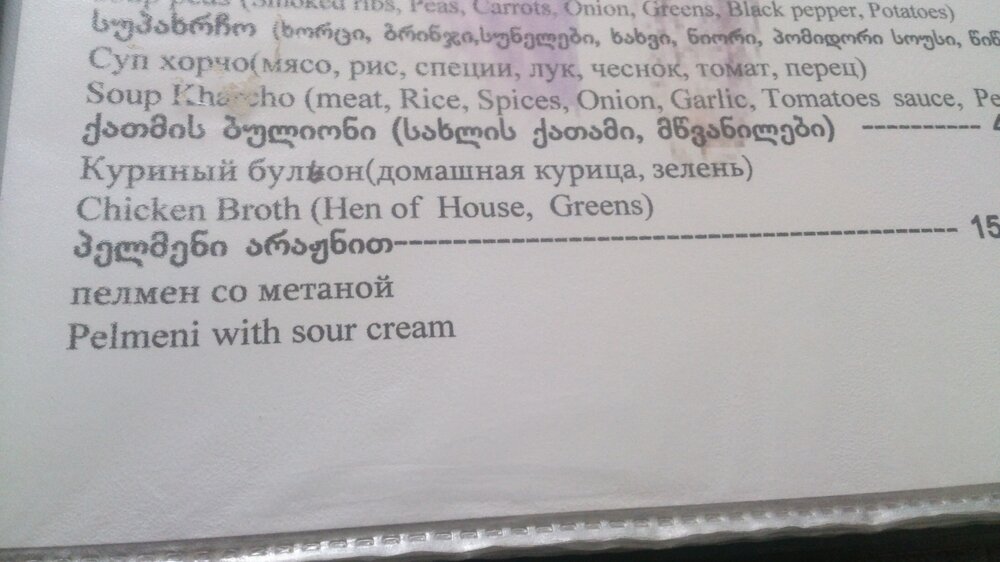 Soup peas (Smoked ribs, Peas, Carrots, Onion, Greens, Black pepper, Potatoes)
სუპახარჩო (ხორცი, ბრინჯი,სუნელები, ხახვი, ნიორი, პომიდორი სოუსი,
Суп хорчо(мясо, рис, специи, лук, чеснок, томат, перец)
Soup Kharcho (meat, Rice, Spices, Onion, Garlic, Tomatoes sauce,
ქათმის ბულიონი (სახლის ქათამი, მწვანილები) -----------
Куриный бульон(домашная курица, зелень)
Chicken Broth (Hen of House, Greens)
პელმენი არაჟნით------------------------------------------------ 15
пелмен со метаной
Pelmeni with sour cream